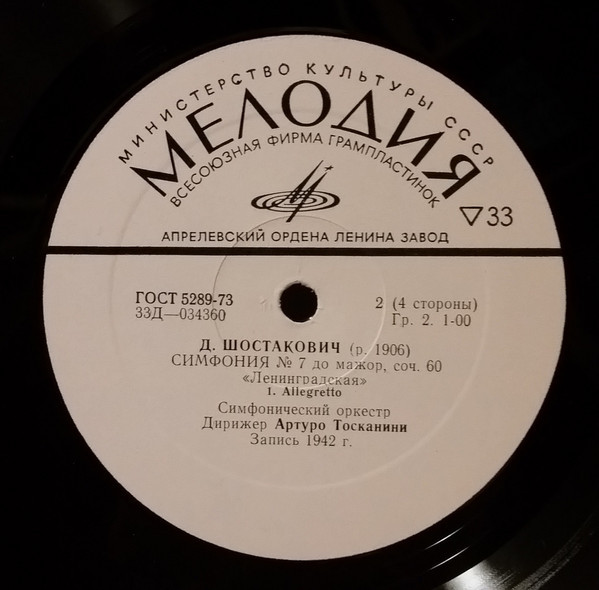 МИНИСТЕРСТВО КУЛЬТУРЫ СССР
МЕЛОДИЯ
ВСЕСОЮЗНАЯ ФИРМА ГРАМПЛАСТИНОК
▽33
АПРЕЛЕВСКИЙ ОРДЕНА ЛЕНИНА ЗАВОД
ГОСТ 5289-73
33Д—034360
2 (4 стороны)
Гр. 2. 1-00
Д. ШОСТАКОВИЧ (р. 1906)
СИМФОНИЯ № 7 до мажор, соч. 60
«Ленинградская»
1. Allegretto
Симфонический оркестр
Дирижер Артуро Тосканини
Запись 1942 г.